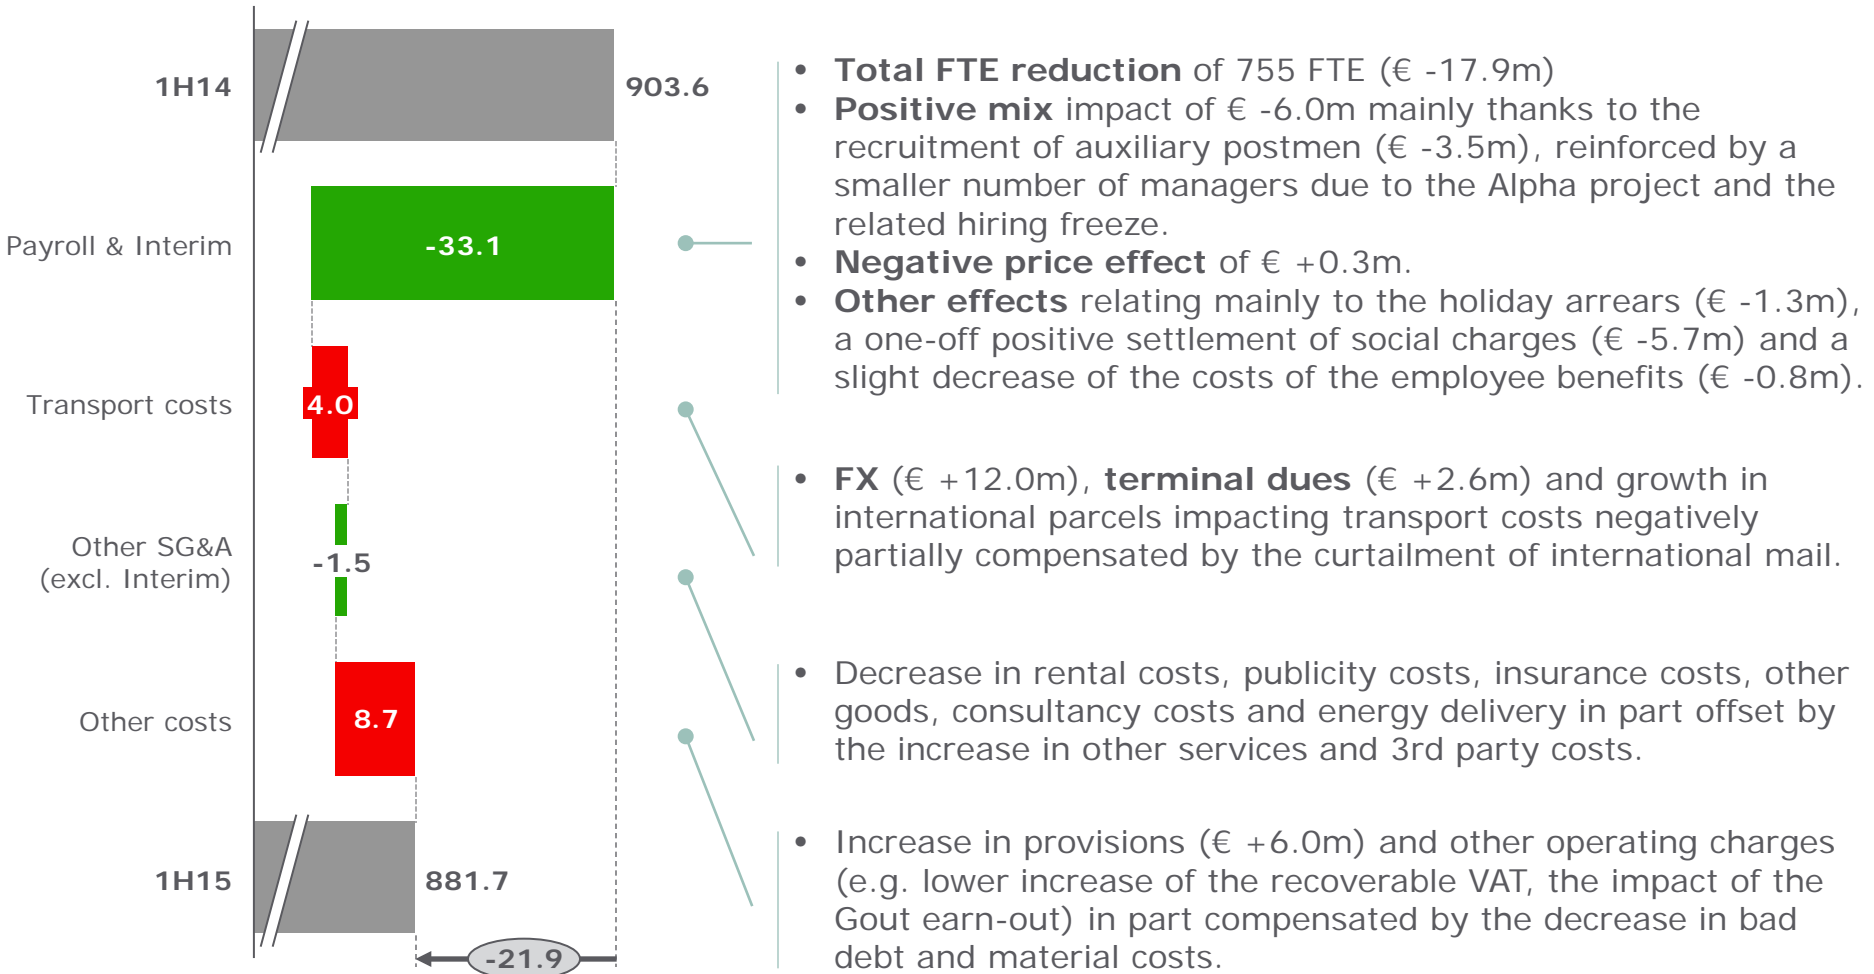 1H14
903.6
Payroll & Interim
-33.1
Transport costs
4.0
Other SG&A
(excl. Interim)
-1.5
Other costs
8.7
1H15
881.7
-21.9
• Total FTE reduction of 755 FTE (€ -17.9m)
• Positive mix impact of € -6.0m mainly thanks to the
recruitment of auxiliary postmen (€ -3.5m), reinforced by a
smaller number of managers due to the Alpha project and the
related hiring freeze.
• Negative price effect of € +0.3m.
• Other effects relating mainly to the holiday arrears (€ -1.3m),
a one-off positive settlement of social charges (€ -5.7m) and a
slight decrease of the costs of the employee benefits (€ -0.8m).
• FX (€ +12.0m), terminal dues (€ +2.6m) and growth in
international parcels impacting transport costs negatively
partially compensated by the curtailment of international mail.
• Decrease in rental costs, publicity costs, insurance costs, other
goods, consultancy costs and energy delivery in part offset by
the increase in other services and 3rd party costs.
• Increase in provisions (€ +6.0m) and other operating charges
(e.g. lower increase of the recoverable VAT, the impact of the
Gout earn-out) in part compensated by the decrease in bad
debt and material costs.